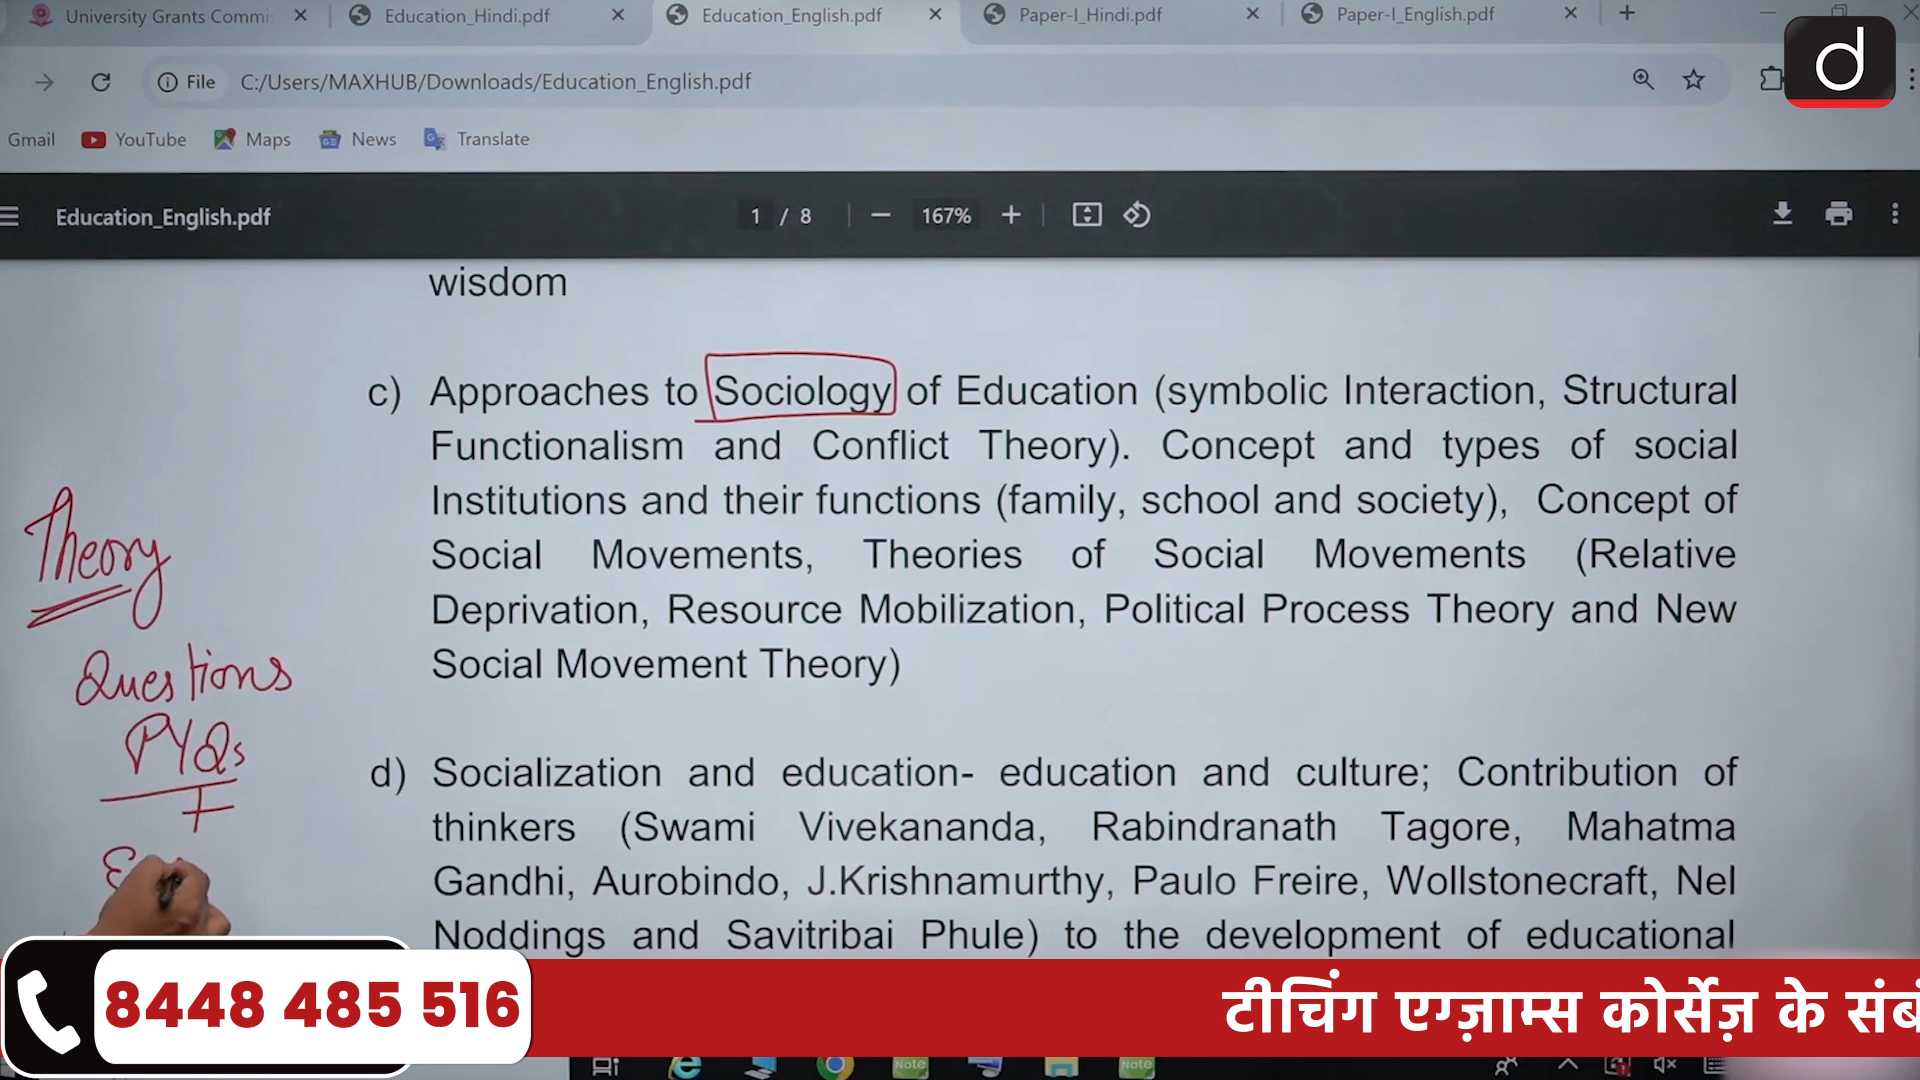 University Grants Commi
Education_Hindi.pdf
Education_English.pdf
Paper-I_Hindi.pdf
Paper-I_English.pdf
File C:/Users/MAXHUB/Downloads/Education_English.pdf
d
Gmail YouTube Maps News Translate
Education_English.pdf 1 / 8 167%
wisdom
c) Approaches to Sociology of Education (symbolic Interaction, Structural
Functionalism and Conflict Theory). Concept and types of social
Institutions and their functions (family, school and society), Concept of
Social Movements, Theories of Social Movements (Relative
Deprivation, Resource Mobilization, Political Process Theory and New
Social Movement Theory)
d) Socialization and education- education and culture; Contribution of
thinkers (Swami Vivekananda, Rabindranath Tagore, Mahatma
Gandhi, Aurobindo, J.Krishnamurthy, Paulo Freire, Wollstonecraft, Nel
Noddings and Savitribai Phule) to the development of educational
Theory
Questions
PYQs
+
8448 485 516
टीचिंग एग्ज़ाम्स कोर्सेज़ के संबं
Note Note